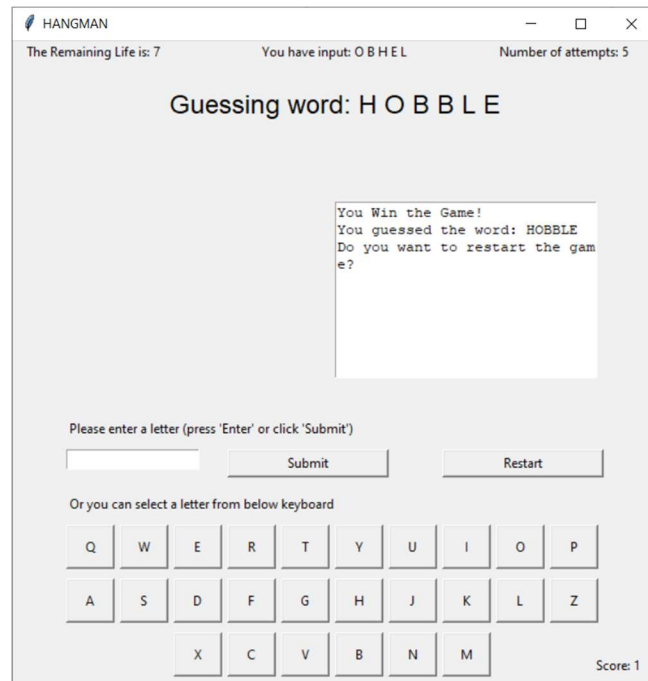 HANGMAN
The Remaining Life is: 7 You have input: O B H E L Number of attempts: 5
Guessing word: H O B B L E
You Win the Game!
You guessed the word: HOBBLE
Do you want to restart the gam
e?
Please enter a letter (press 'Enter' or click 'Submit')
Submit Restart
Or you can select a letter from below keyboard
Q W E R T Y U I O P
A S D F G H J K L Z
X C V B N M
Score: 1